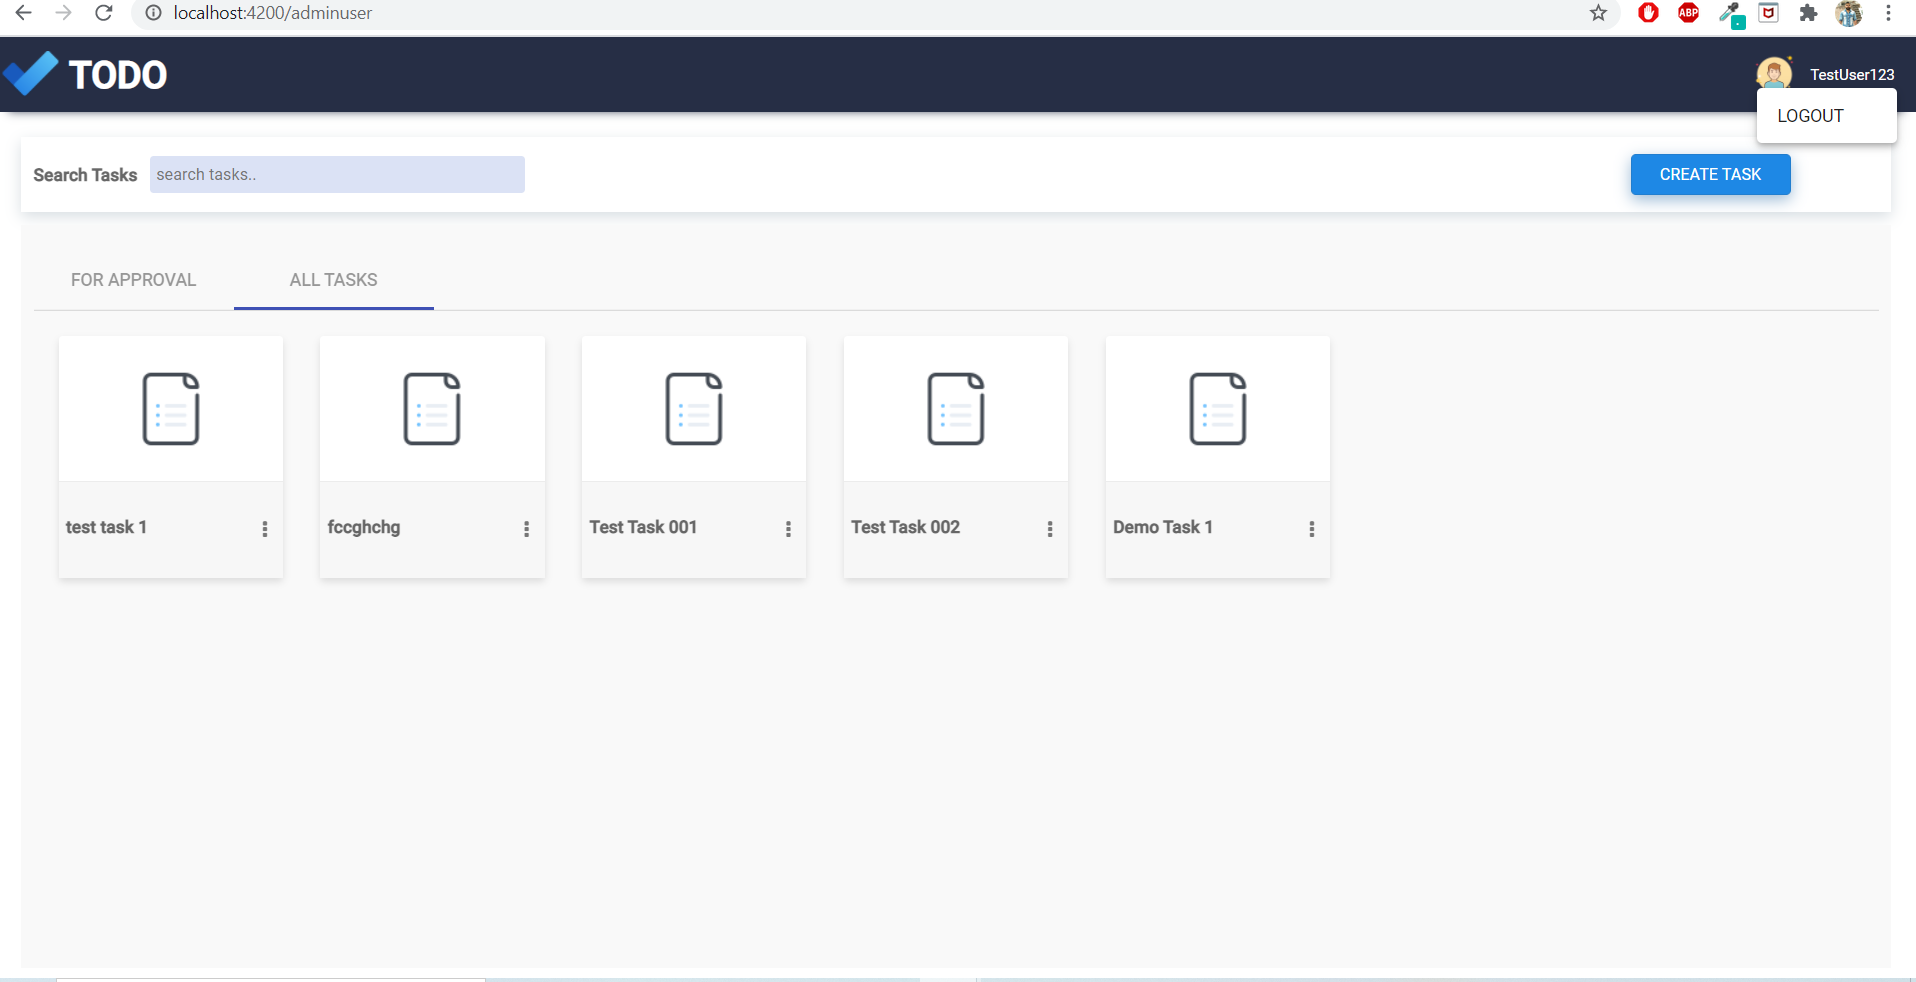 localhost:4200/adminuser
ABP
TODO
TestUser123
LOGOUT
Search Tasks
search tasks..
CREATE TASK
FOR APPROVAL
ALL TASKS
test task 1
fccghchg
Test Task 001
Test Task 002
Demo Task 1